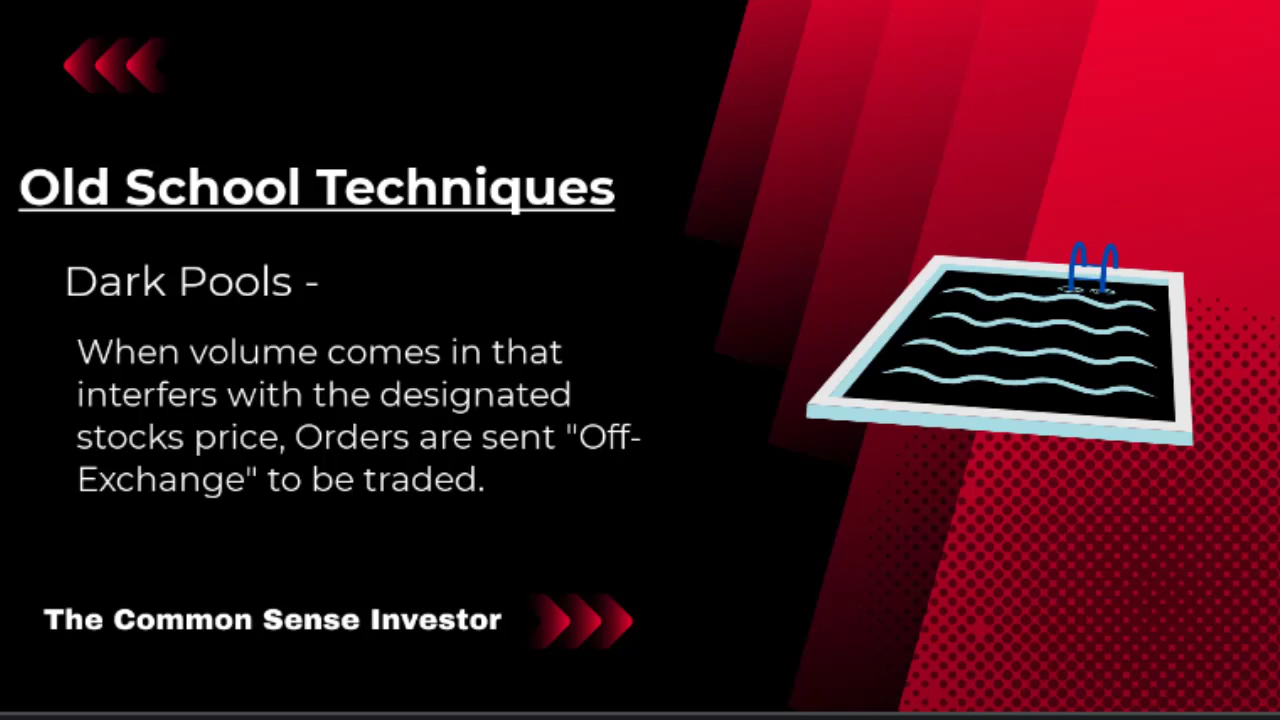 Old School Techniques
Dark Pools -
When volume comes in that
interfers with the designated
stocks price, Orders are sent "Off-
Exchange" to be traded.
The Common Sense Investor